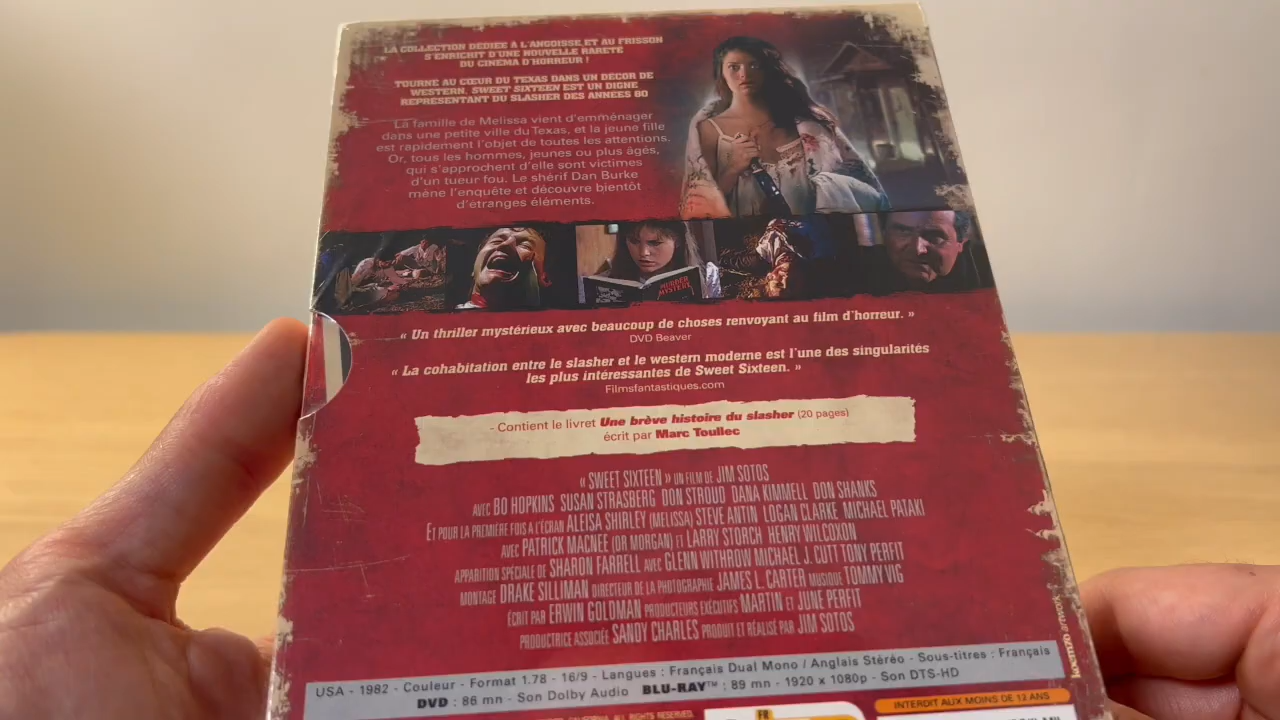 LA COLLECTION DÉDIÉE À L'ANGOISSE ET AU FRISSON
S'ENRICHIT D'UNE NOUVELLE RARETÉ
DU CINÉMA D'HORREUR !
TOURNÉ AU CŒUR DU TEXAS DANS UN DÉCOR DE
WESTERN, SWEET SIXTEEN EST UN DIGNE
REPRÉSENTANT DU SLASHER DES ANNÉES 80
La famille de Melissa vient d'emménager
dans une petite ville du Texas, et la jeune fille
est rapidement l'objet de toutes les attentions.
Or, tous les hommes, jeunes ou plus âgés,
qui s'approchent d'elle sont victimes
d'un tueur fou. Le shérif Dan Burke
mène l'enquête et découvre bientôt
d'étranges éléments.
MURDER
MYSTERY
« Un thriller mystérieux avec beaucoup de choses renvoyant au film d'horreur. »
DVD Beaver
« La cohabitation entre le slasher et le western moderne est l'une des singularités
les plus intéressantes de Sweet Sixteen. »
Filmsfantastiques.com
- Contient le livret Une brève histoire du slasher (20 pages)
écrit par Marc Toullec
« SWEET SIXTEEN » UN FILM DE JIM SOTOS
AVEC BO HOPKINS SUSAN STRASBERG DON STROUD DANA KIMMELL DON SHANKS
ET POUR LA PREMIÈRE FOIS A L'ÉCRAN ALEISA SHIRLEY (MELISSA) STEVE ANTIN LOGAN CLARKE MICHAEL PATAKI
AVEC PATRICK MACNEE (DR MORGAN) ET LARRY STORCH HENRY WILCOXON
APPARITION SPÉCIALE DE SHARON FARRELL AVEC GLENN WITHROW MICHAEL J. CUTT TONY PERFIT
MONTAGE DRAKE SILLIMAN DIRECTEUR DE LA PHOTOGRAPHIE JAMES L. CARTER MUSIQUE TOMMY VIG
ÉCRIT PAR ERWIN GOLDMAN PRODUCTEURS EXÉCUTIFS MARTIN ET JUNE PERFIT
PRODUCTRICE ASSOCIÉE SANDY CHARLES PRODUIT ET RÉALISÉ PAR JIM SOTOS
koemzo artwork
USA - 1982 - Couleur - Format 1.78 - 16/9 - Langues : Français Dual Mono / Anglais Stéréo - Sous-titres : Français
DVD : 86 mn - Son Dolby Audio BLU-RAY™ : 89 mn - 1920 x 1080p - Son DTS-HD
INTERDIT AUX MOINS DE 12 ANS
ALL RIGHTS RESERVED.
FR